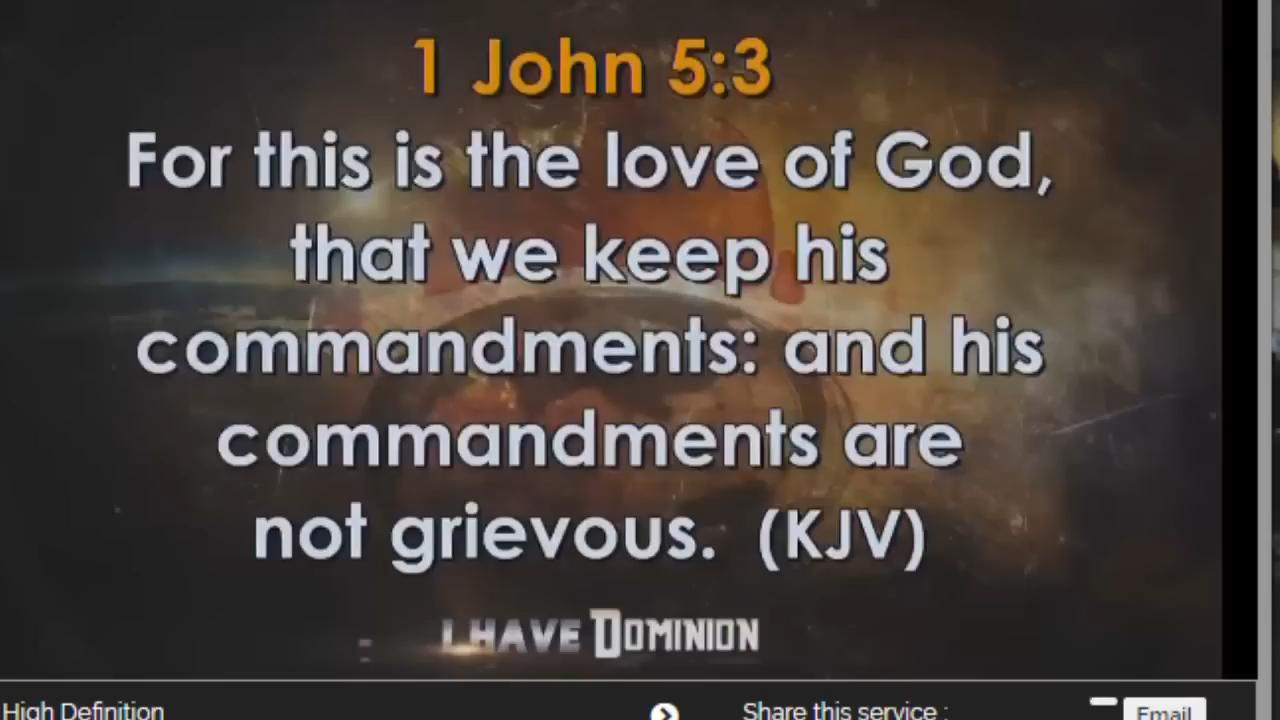 1 John 5:3
For this is the love of God,
that we keep his
commandments: and his
commandments are
not grievous. (KJV)
I HAVE DOMINION
High Definition
Share this service :
Email